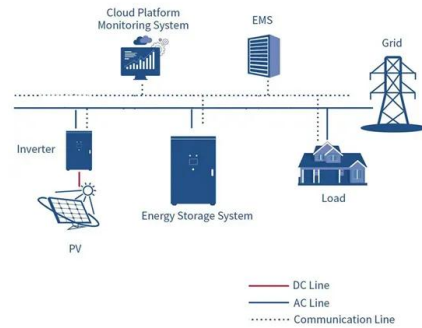 Cloud Platform
Monitoring System
EMS
Grid
Inverter
Energy Storage System
Load
PV
DC Line
AC Line
Communication Line